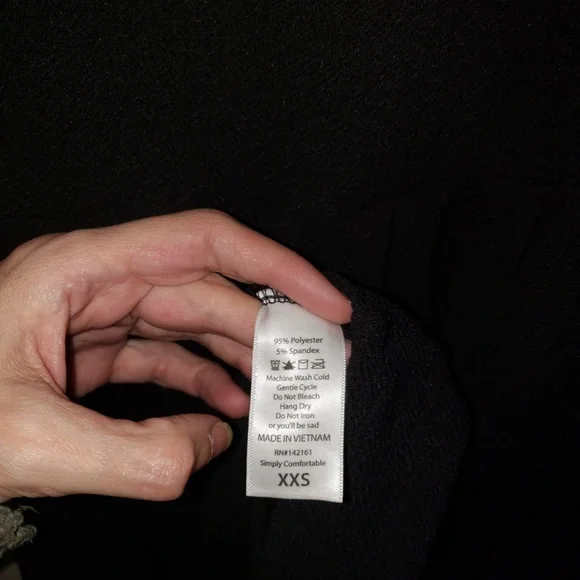 95% Polyester
5% Spandex
Machine Wash Cold
Gentle Cycle
Do Not Bleach
Hang Dry
Do Not Iron
or you'll be sad
MADE IN VIETNAM
RN#142161
Simply Comfortable
XXS